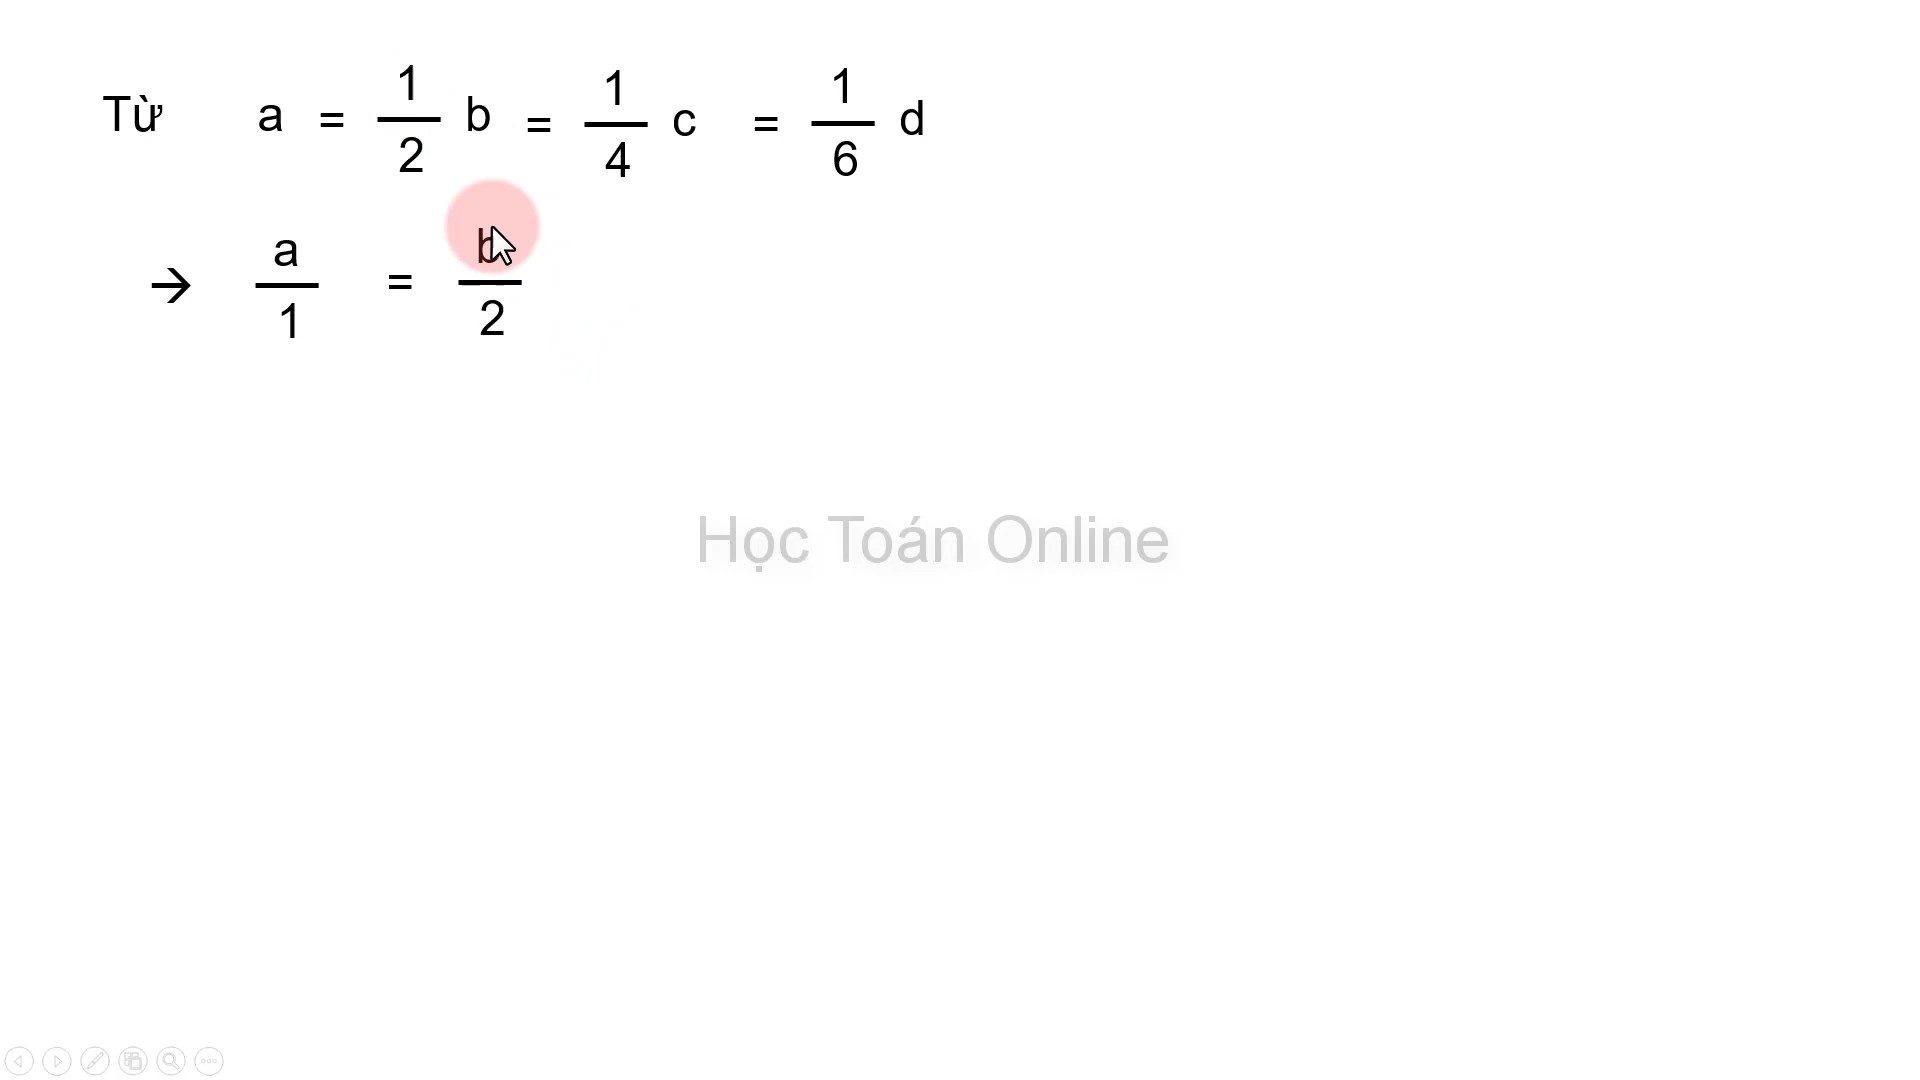 Từ a = 1/2 b = 1/4 c = 1/6 d
→ a/1 = b/2
Học Toán Online